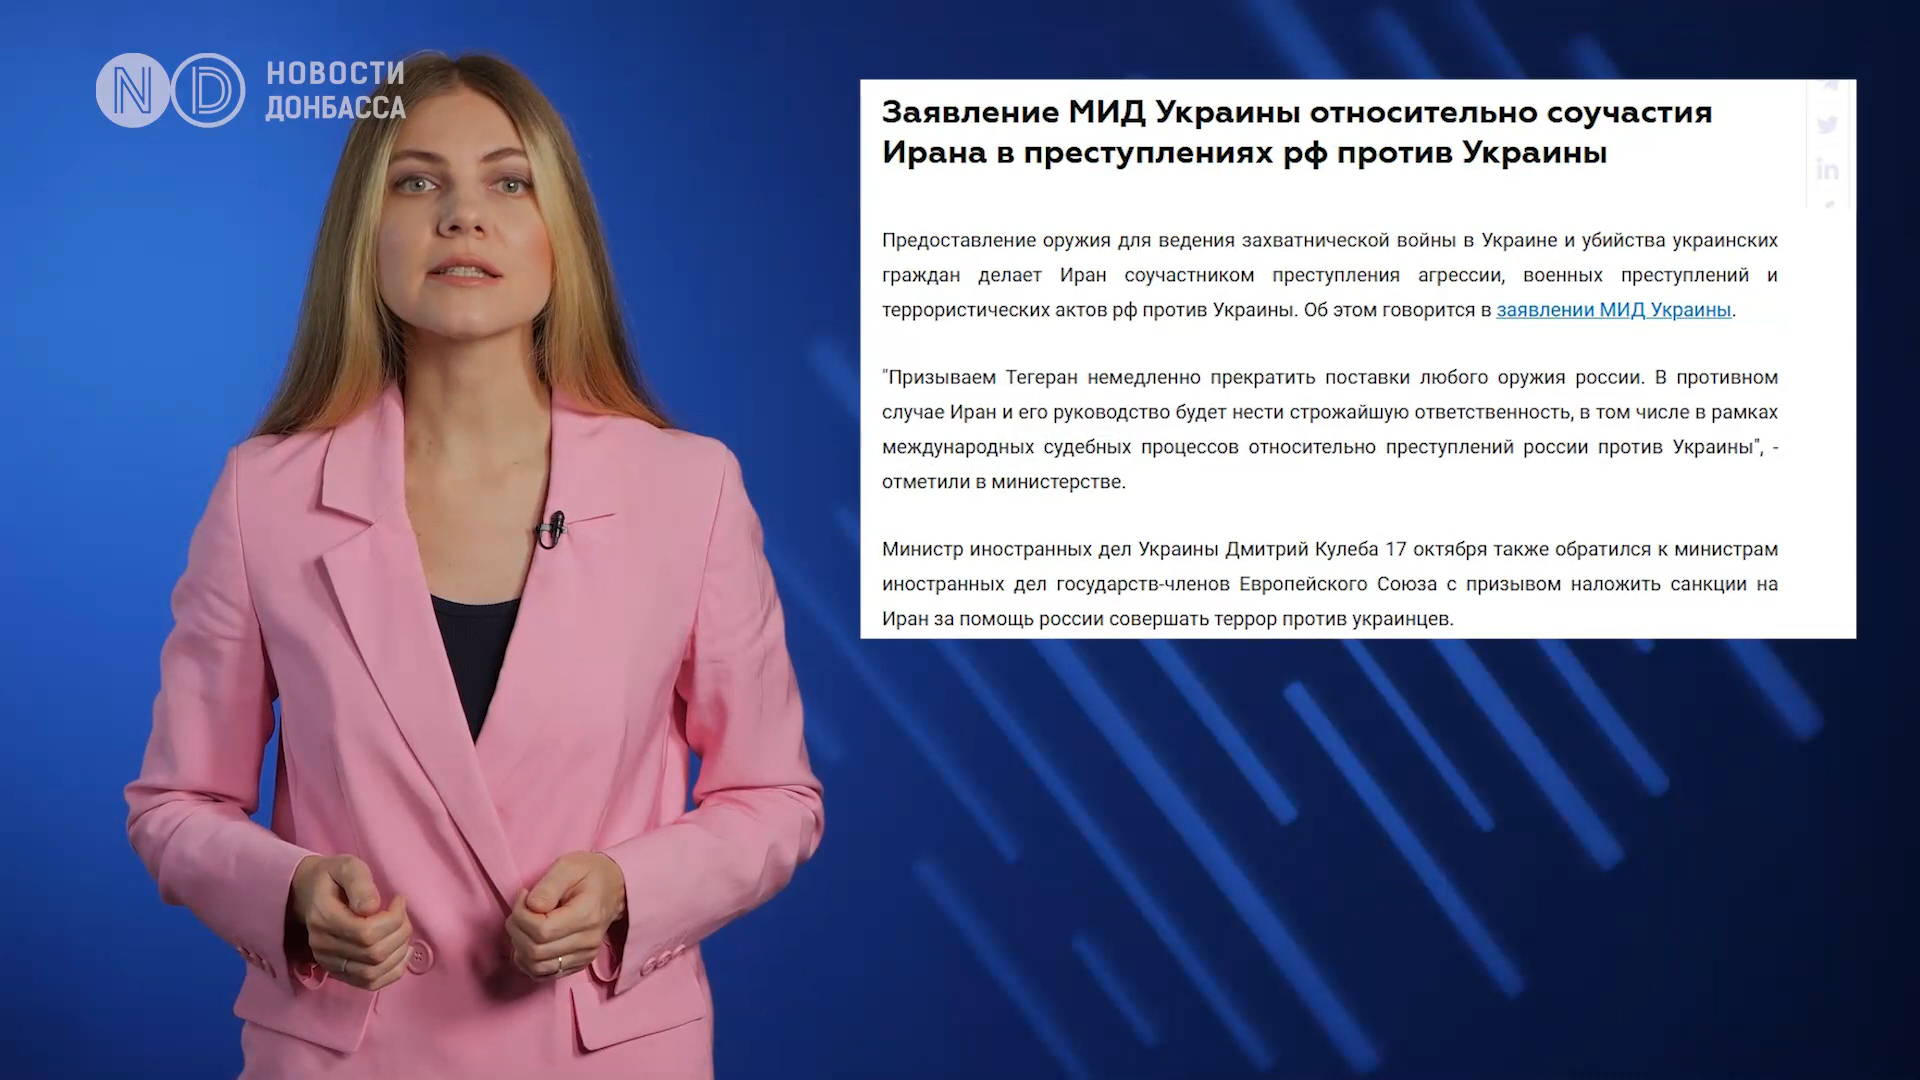 ND НОВОСТИ
ДОНБАССА
Заявление МИД Украины относительно соучастия
Ирана в преступлениях рф против Украины
Предоставление оружия для ведения захватнической войны в Украине и убийства украинских
граждан делает Иран соучастником преступления агрессии, военных преступлений и
террористических актов рф против Украины. Об этом говорится в заявлении МИД Украины.
"Призываем Тегеран немедленно прекратить поставки любого оружия россии. В противном
случае Иран и его руководство будет нести строжайшую ответственность, в том числе в рамках
международных судебных процессов относительно преступлений россии против Украины", -
отметили в министерстве.
Министр иностранных дел Украины Дмитрий Кулеба 17 октября также обратился к министрам
иностранных дел государств-членов Европейского Союза с призывом наложить санкции на
Иран за помощь россии совершать террор против украинцев.
in